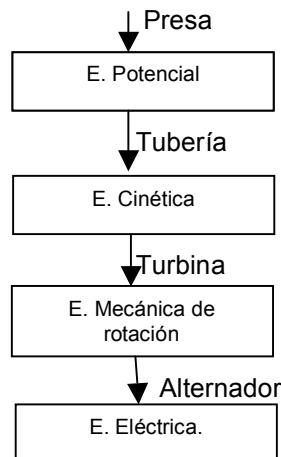 Presa
E. Potencial
Tubería
E. Cinética
Turbina
E. Mecánica de
rotación
Alternador
E. Eléctrica.